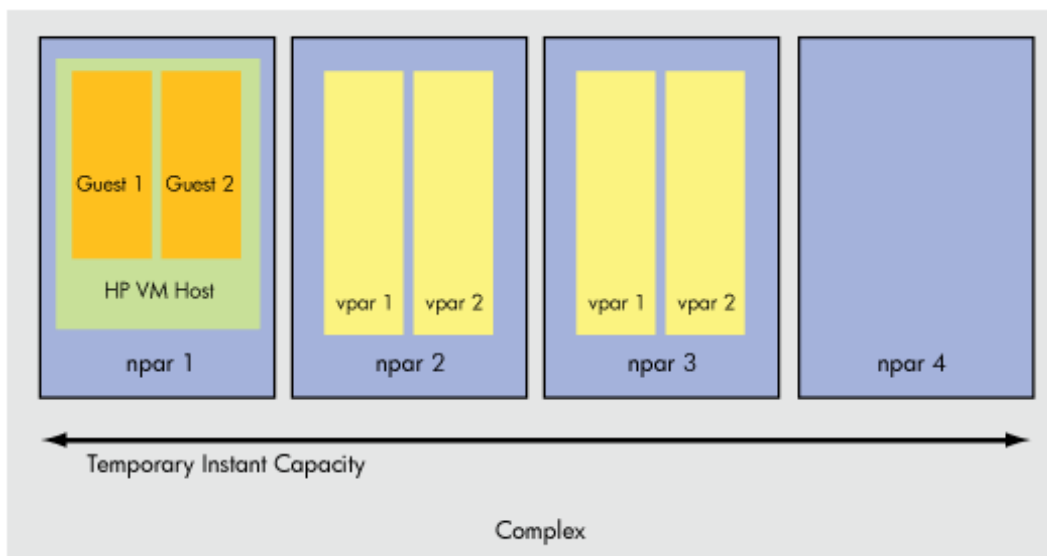 Guest 1
Guest 2
HP VM Host
npar 1
vpar 1
vpar 2
npar 2
vpar 1
vpar 2
npar 3
npar 4
Temporary Instant Capacity
Complex